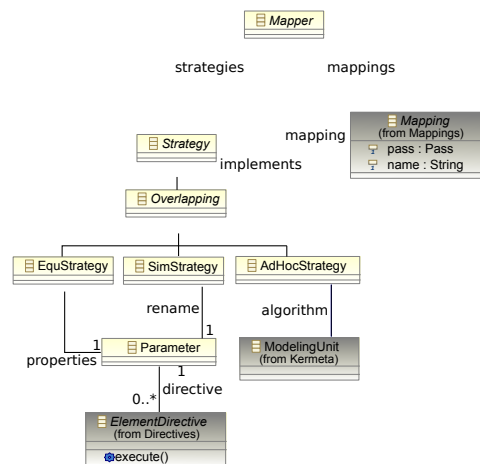 Mapper
strategies
mappings
Mapping
(from Mappings)
mapping
pass : Pass
name : String
Strategy
implements
Overlapping
EquStrategy
SimStrategy
AdHocStrategy
rename
algorithm
1
1
properties
Parameter
ModelingUnit
(from Kermeta)
1
directive
0..*
ElementDirective
(from Directives)
execute()